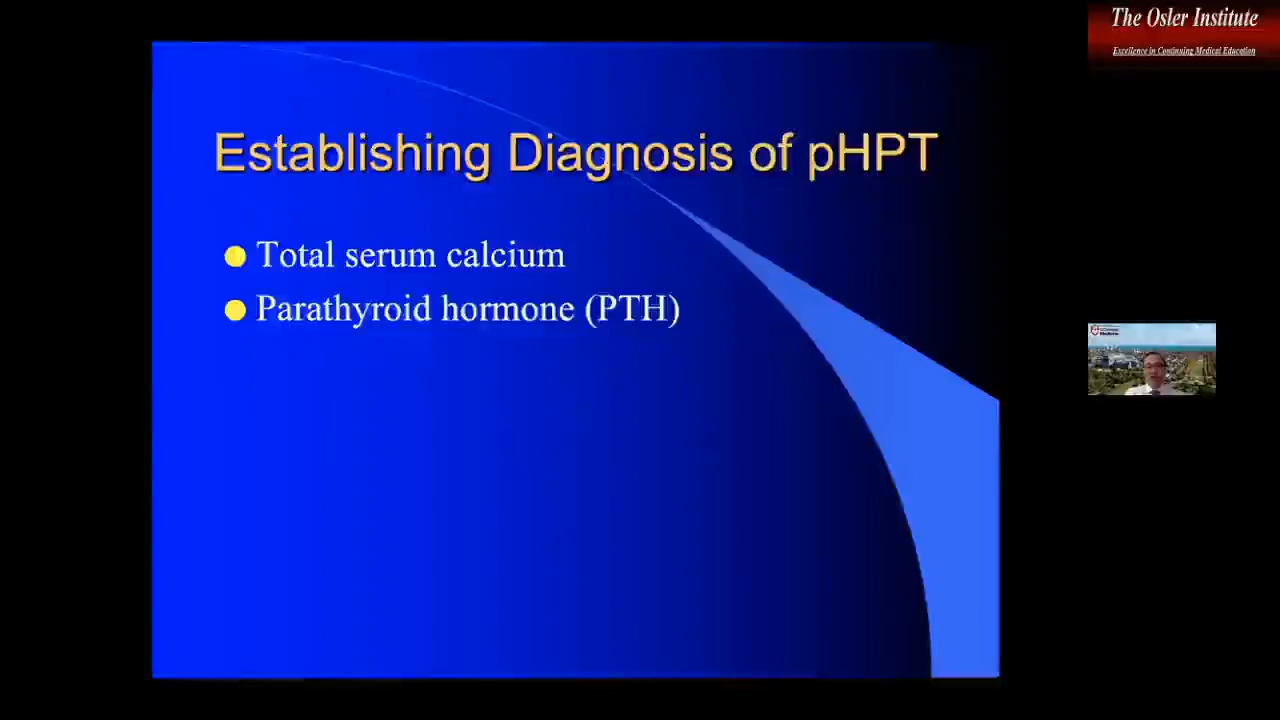 The Osler Institute
Excellence in Continuing Medical Education
Establishing Diagnosis of pHPT
Total serum calcium
Parathyroid hormone (PTH)